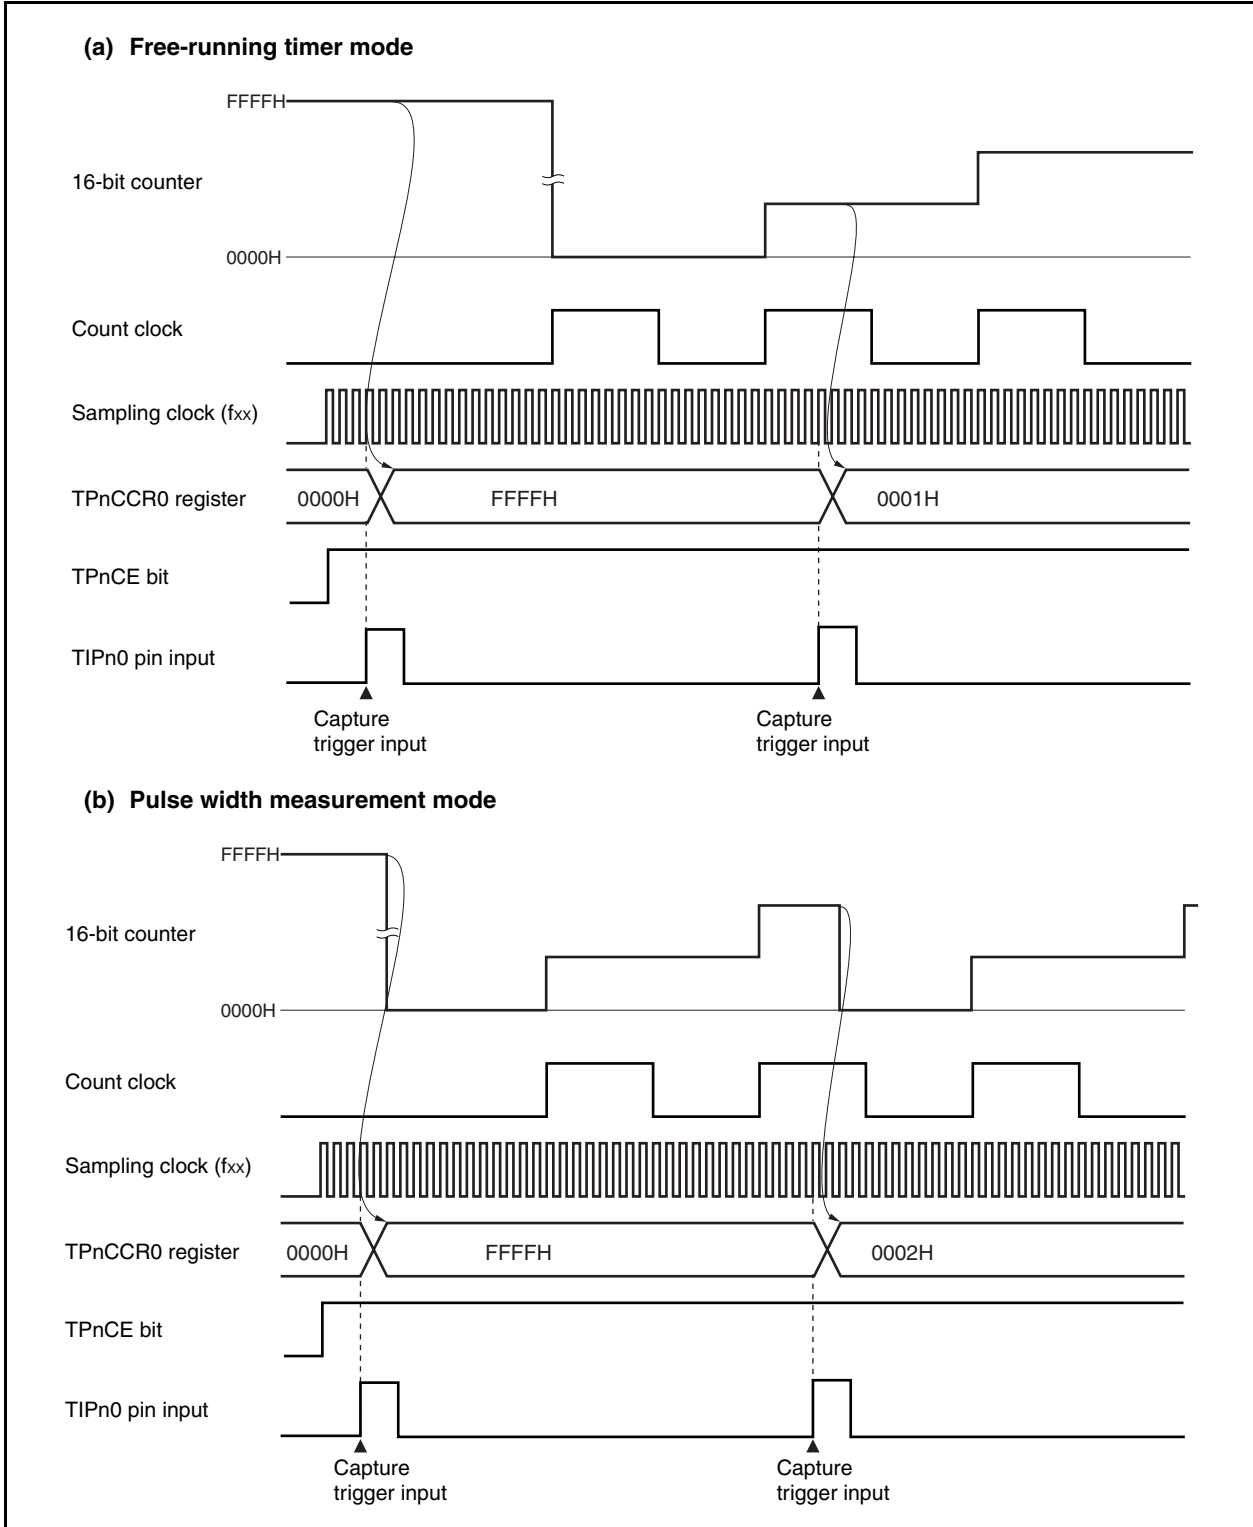 (a) Free-running timer mode
FFFFH
16-bit counter
0000H
Count clock
Sampling clock (fxx)
TPnCCR0 register
0000H
FFFFH
0001H
TPnCE bit
TIPn0 pin input
Capture
trigger input
Capture
trigger input
(b) Pulse width measurement mode
FFFFH
16-bit counter
0000H
Count clock
Sampling clock (fxx)
TPnCCR0 register
0000H
FFFFH
0002H
TPnCE bit
TIPn0 pin input
Capture
trigger input
Capture
trigger input